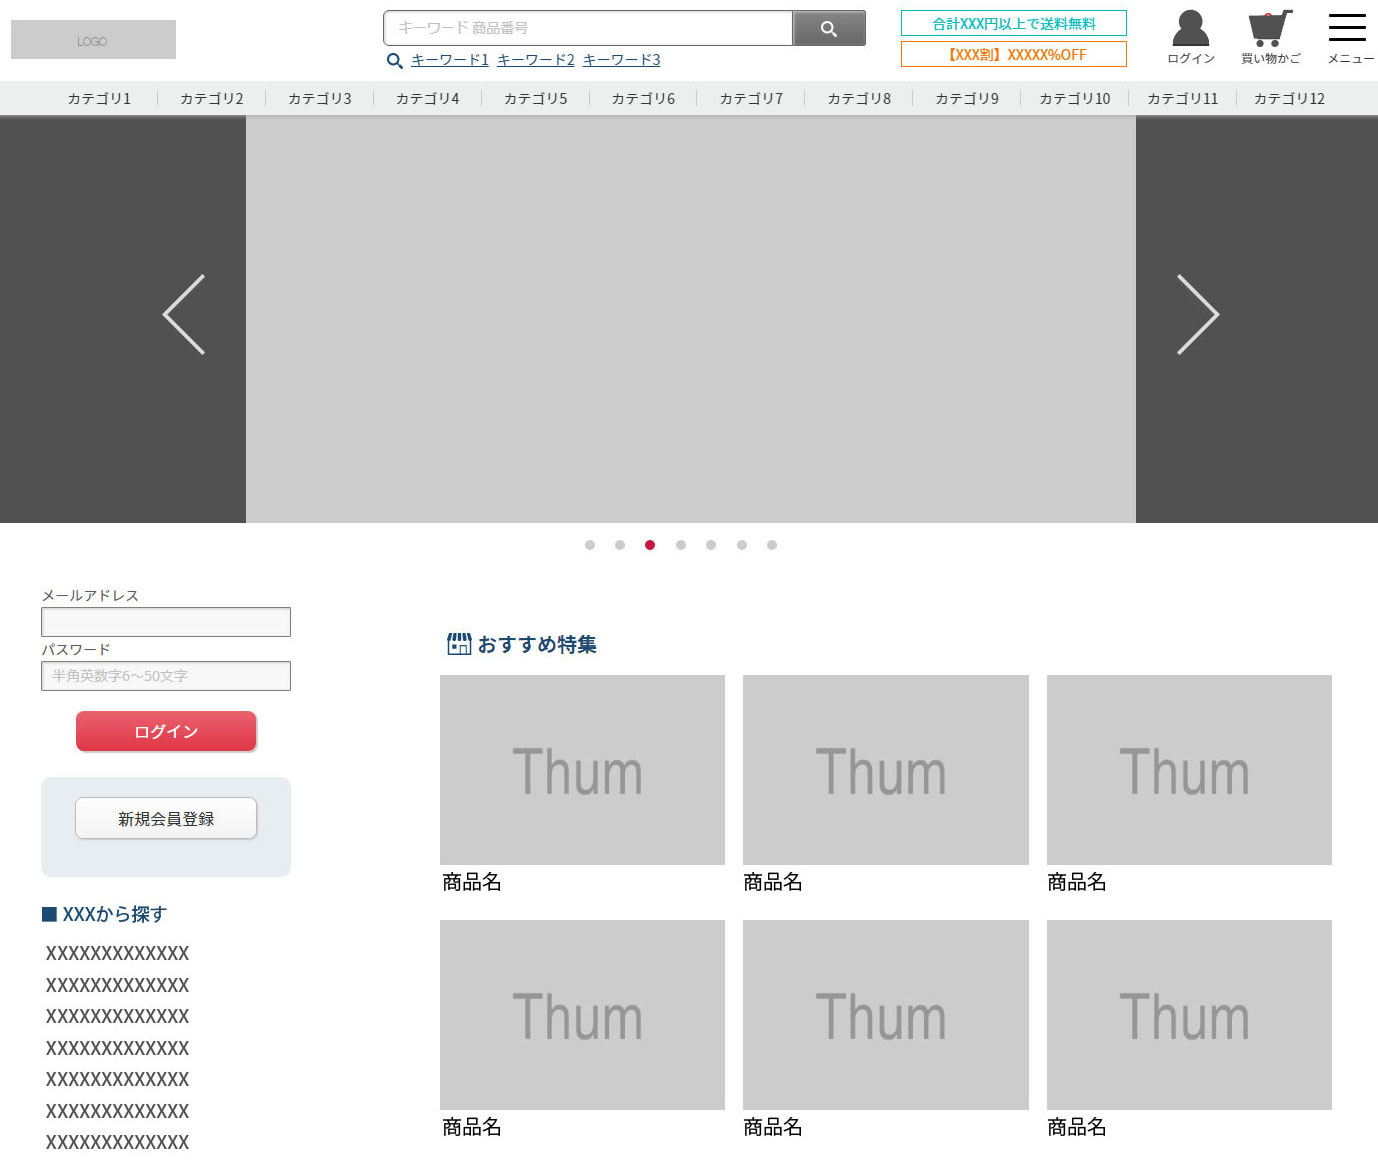 LOGO
キーワード 商品番号
キーワード1 キーワード2 キーワード3
合計XXX円以上で送料無料
【XXX割】XXXXX%OFF
ログイン
買い物かご
メニュー
カテゴリ1 カテゴリ2 カテゴリ3 カテゴリ4 カテゴリ5 カテゴリ6 カテゴリ7 カテゴリ8 カテゴリ9 カテゴリ10 カテゴリ11 カテゴリ12
メールアドレス
パスワード
半角英数字6～50文字
ログイン
新規会員登録
■ XXXから探す
XXXXXXXXXXXXX
XXXXXXXXXXXXX
XXXXXXXXXXXXX
XXXXXXXXXXXXX
XXXXXXXXXXXXX
XXXXXXXXXXXXX
XXXXXXXXXXXXX
おすすめ特集
Thum Thum Thum
商品名 商品名 商品名
Thum Thum Thum
商品名 商品名 商品名